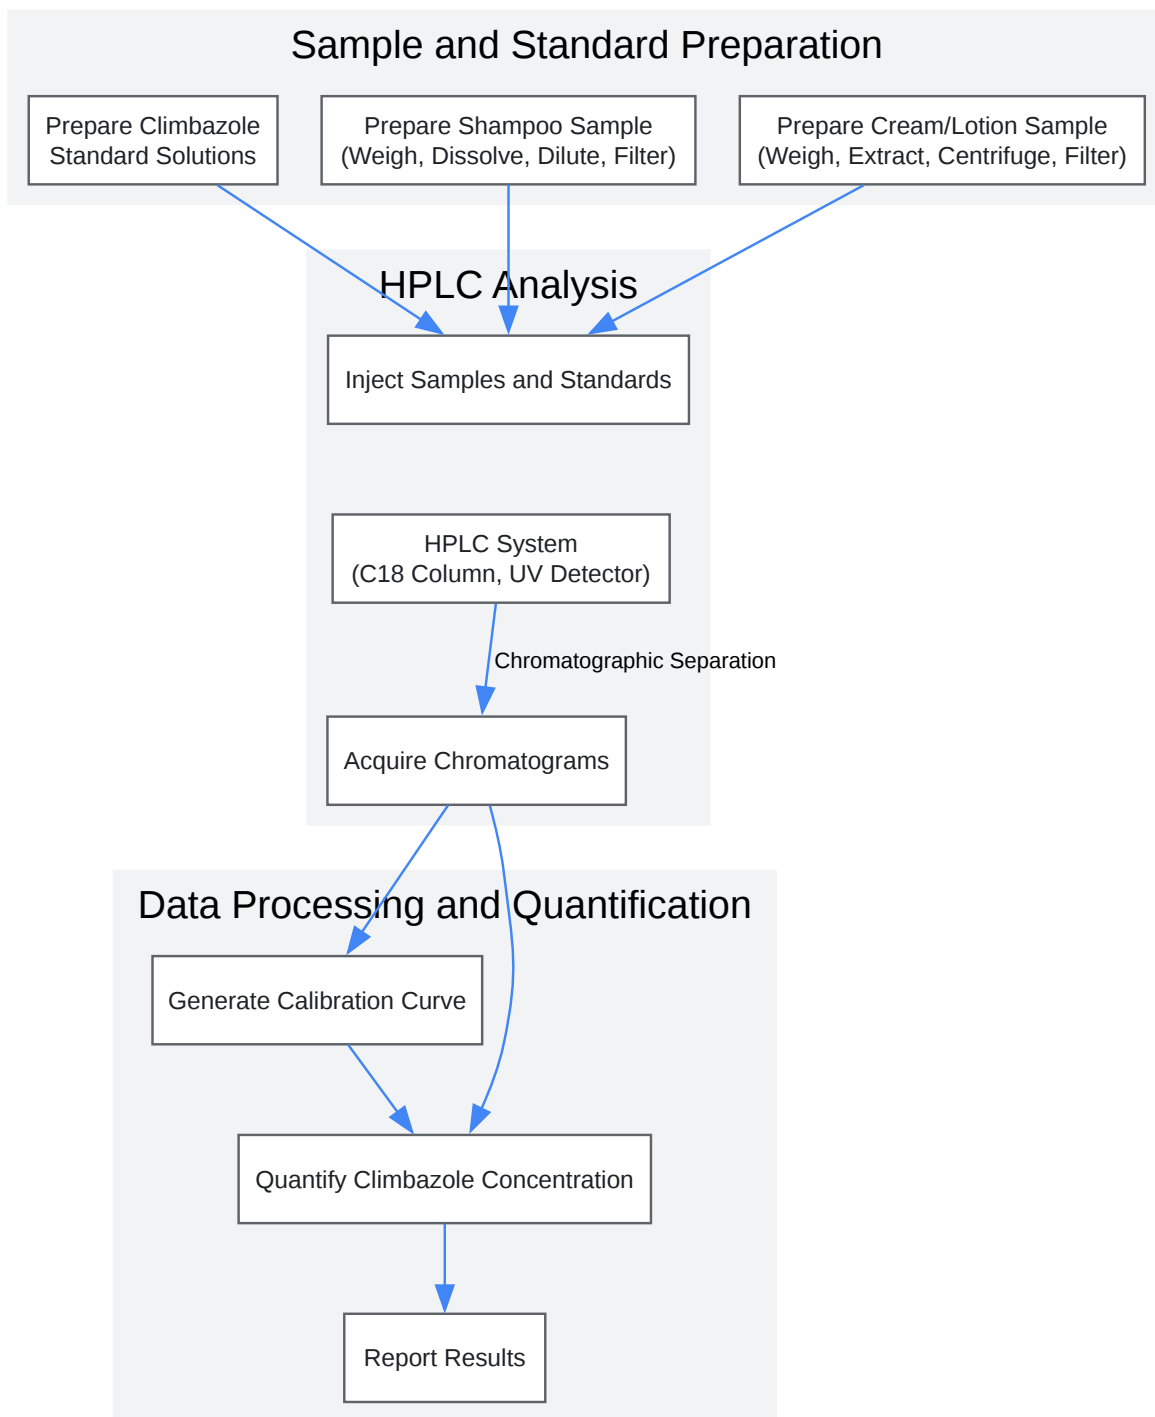 Sample and Standard Preparation
Prepare Climbazole
Standard Solutions
Prepare Shampoo Sample
(Weigh, Dissolve, Dilute, Filter)
Prepare Cream/Lotion Sample
(Weigh, Extract, Centrifuge, Filter)
HPLC Analysis
Inject Samples and Standards
HPLC System
(C18 Column, UV Detector)
Chromatographic Separation
Acquire Chromatograms
Data Processing and Quantification
Generate Calibration Curve
Quantify Climbazole Concentration
Report Results